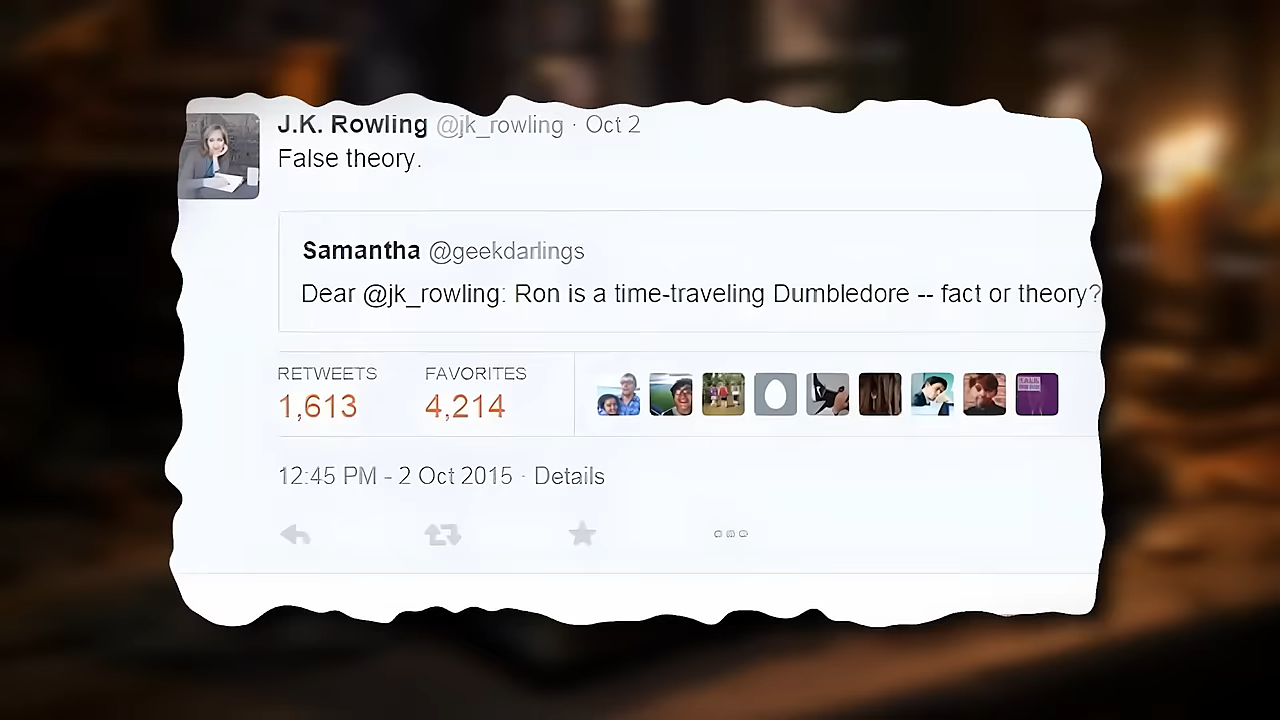 J.K. Rowling @jk_rowling · Oct 2
False theory.
Samantha @geekdarlings
Dear @jk_rowling: Ron is a time-traveling Dumbledore -- fact or theory?
RETWEETS FAVORITES
1,613 4,214
12:45 PM - 2 Oct 2015 · Details